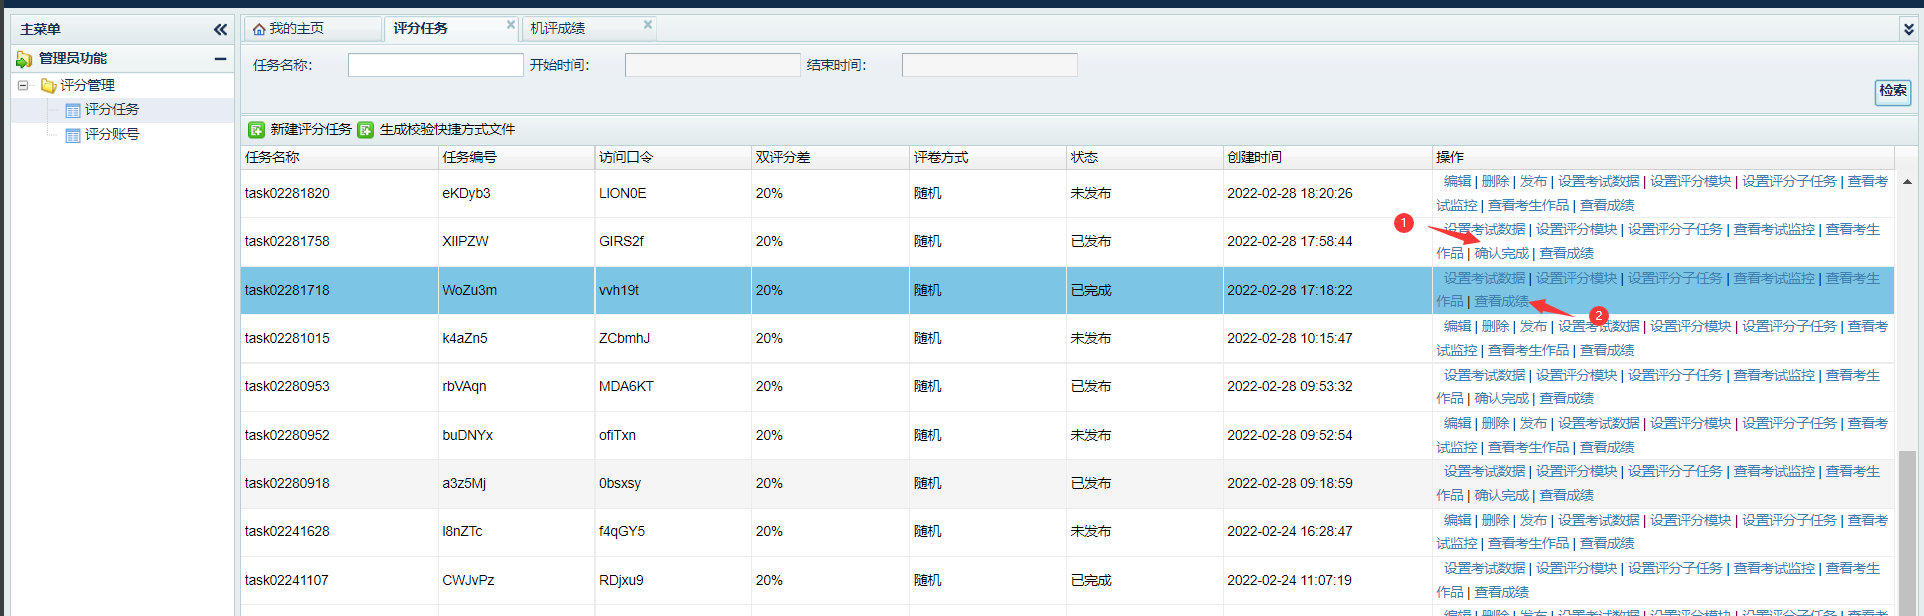 主菜单
管理员功能
评分管理
评分任务
评分账号
我的主页 评分任务 机评成绩
任务名称: 开始时间: 结束时间:
检索
新建评分任务 生成校验快捷方式文件
任务名称 任务编号 访问口令 双评分差 评卷方式 状态 创建时间 操作
task02281820 eKDyb3 LION0E 20% 随机 未发布 2022-02-28 18:20:26 编辑 | 删除 | 发布 | 设置考试数据 | 设置评分模块 | 设置评分子任务 | 查看考
试监控 | 查看考生作品 | 查看成绩
1
task02281758 XIIPZW GIRS2f 20% 随机 已发布 2022-02-28 17:58:44 设置考试数据 | 设置评分模块 | 设置评分子任务 | 查看考试监控 | 查看考生
作品 | 确认完成 | 查看成绩
task02281718 WoZu3m vvh19t 20% 随机 已完成 2022-02-28 17:18:22 设置考试数据 | 设置评分模块 | 设置评分子任务 | 查看考试监控 | 查看考生
作品 | 查看成绩
2
task02281015 k4aZn5 ZCbmhJ 20% 随机 未发布 2022-02-28 10:15:47 编辑 | 删除 | 发布 | 设置考试数据 | 设置评分模块 | 设置评分子任务 | 查看考
试监控 | 查看考生作品 | 查看成绩
task02280953 rbVAqn MDA6KT 20% 随机 已发布 2022-02-28 09:53:32 设置考试数据 | 设置评分模块 | 设置评分子任务 | 查看考试监控 | 查看考生
作品 | 确认完成 | 查看成绩
task02280952 buDNYx ofiTxn 20% 随机 未发布 2022-02-28 09:52:54 编辑 | 删除 | 发布 | 设置考试数据 | 设置评分模块 | 设置评分子任务 | 查看考
试监控 | 查看考生作品 | 查看成绩
task02280918 a3z5Mj 0bsxsy 20% 随机 已发布 2022-02-28 09:18:59 设置考试数据 | 设置评分模块 | 设置评分子任务 | 查看考试监控 | 查看考生
作品 | 确认完成 | 查看成绩
task02241628 I8nZTc f4qGY5 20% 随机 未发布 2022-02-24 16:28:47 编辑 | 删除 | 发布 | 设置考试数据 | 设置评分模块 | 设置评分子任务 | 查看考
试监控 | 查看考生作品 | 查看成绩
task02241107 CWJvPz RDjxu9 20% 随机 已完成 2022-02-24 11:07:19 设置考试数据 | 设置评分模块 | 设置评分子任务 | 查看考试监控 | 查看考生
作品 | 查看成绩